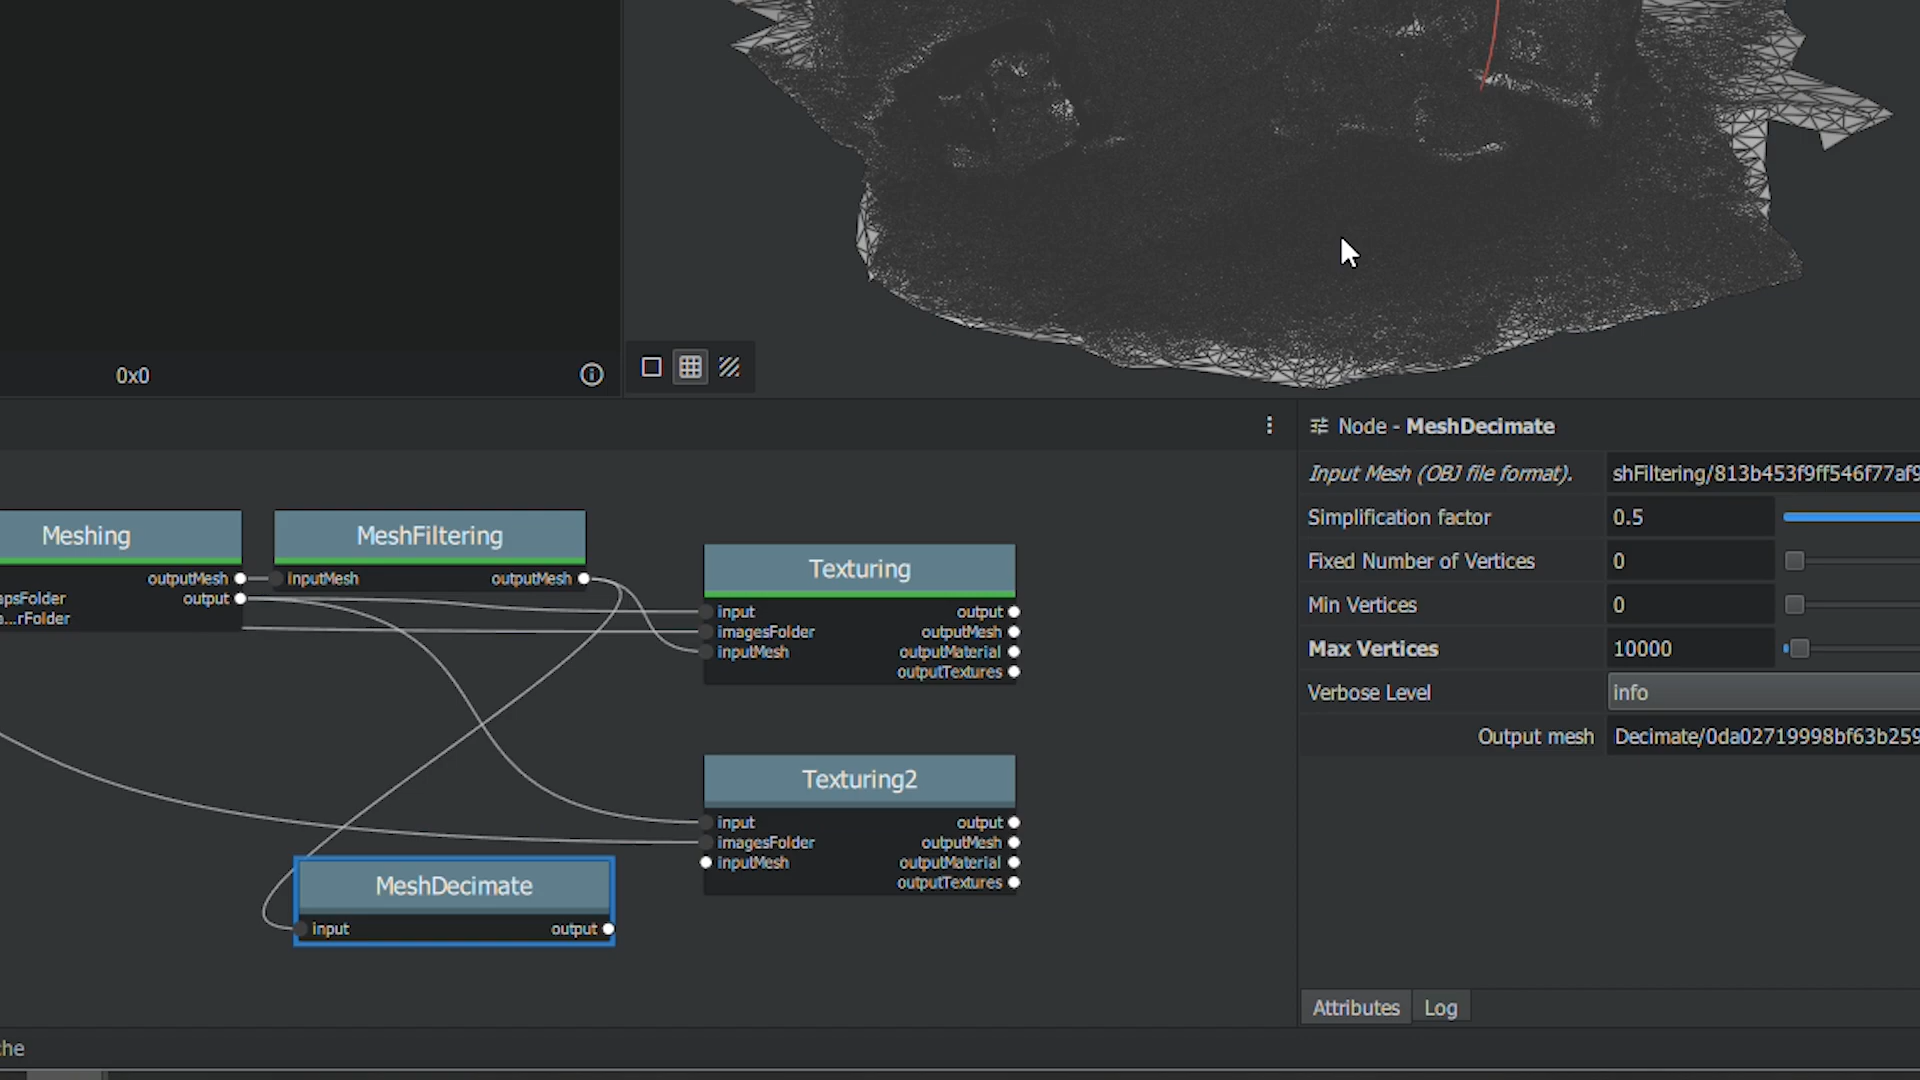 0x0
Node - MeshDecimate
Input Mesh (OBJ file format).
shFiltering/813b453f9ff546f77af9
Simplification factor
0.5
Fixed Number of Vertices
0
Min Vertices
0
Max Vertices
10000
Verbose Level
info
Output mesh
Decimate/0da02719998bf63b259
Meshing
outputMesh
apsFolder
output
a...rFolder
MeshFiltering
inputMesh
outputMesh
Texturing
input
output
imagesFolder
outputMesh
inputMesh
outputMaterial
outputTextures
Texturing2
input
output
imagesFolder
outputMesh
inputMesh
outputMaterial
outputTextures
MeshDecimate
input
output
Attributes
Log
che